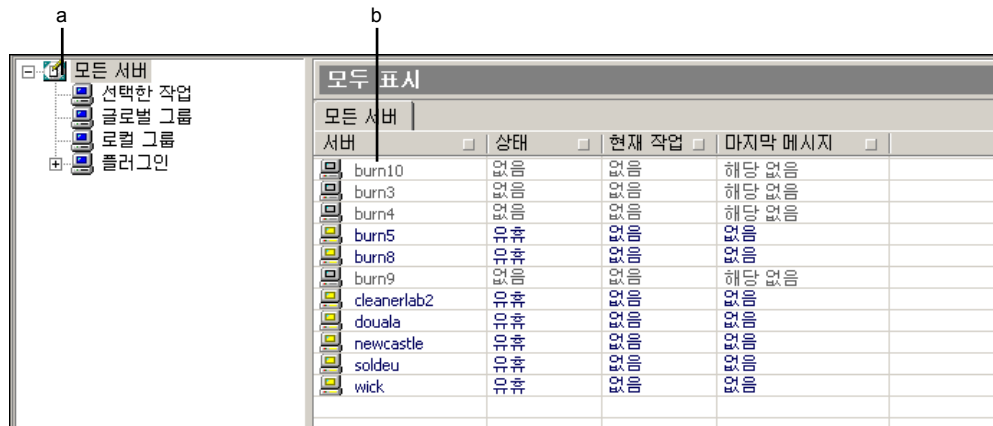 a b
모든 서버
선택한 작업
글로벌 그룹
로컬 그룹
플러그인
모두 표시
모든 서버
서버 상태 현재 작업 마지막 메시지
burn10 없음 없음 해당 없음
burn3 없음 없음 해당 없음
burn4 없음 없음 해당 없음
burn5 유휴 없음 없음
burn8 유휴 없음 없음
burn9 없음 없음 해당 없음
cleanerlab2 유휴 없음 없음
douala 유휴 없음 없음
newcastle 유휴 없음 없음
soldeu 유휴 없음 없음
wick 유휴 없음 없음